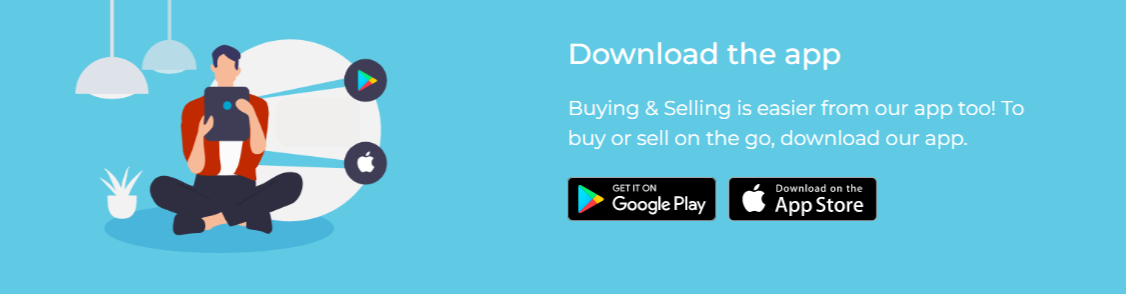 Download the app
Buying & Selling is easier from our app too! To
buy or sell on the go, download our app.
GET IT ON
Google Play
Download on the
App Store